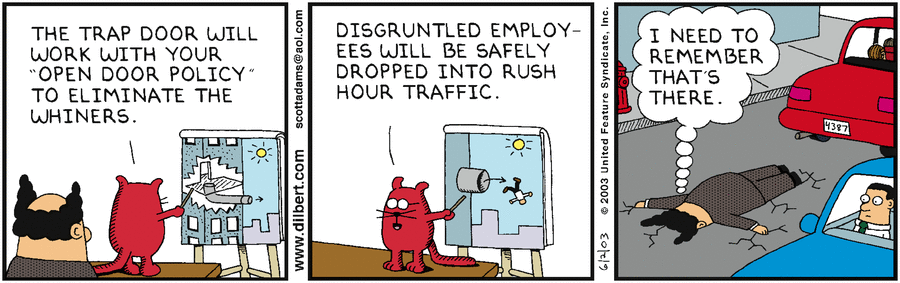 THE TRAP DOOR WILL
WORK WITH YOUR
"OPEN DOOR POLICY"
TO ELIMINATE THE
WHINERS.
www.dilbert.com scottadams@aol.com
DISGRUNTLED EMPLOY-
EES WILL BE SAFELY
DROPPED INTO RUSH
HOUR TRAFFIC.
6/2/03 © 2003 United Feature Syndicate, Inc.
I NEED TO
REMEMBER
THAT'S
THERE.
4387